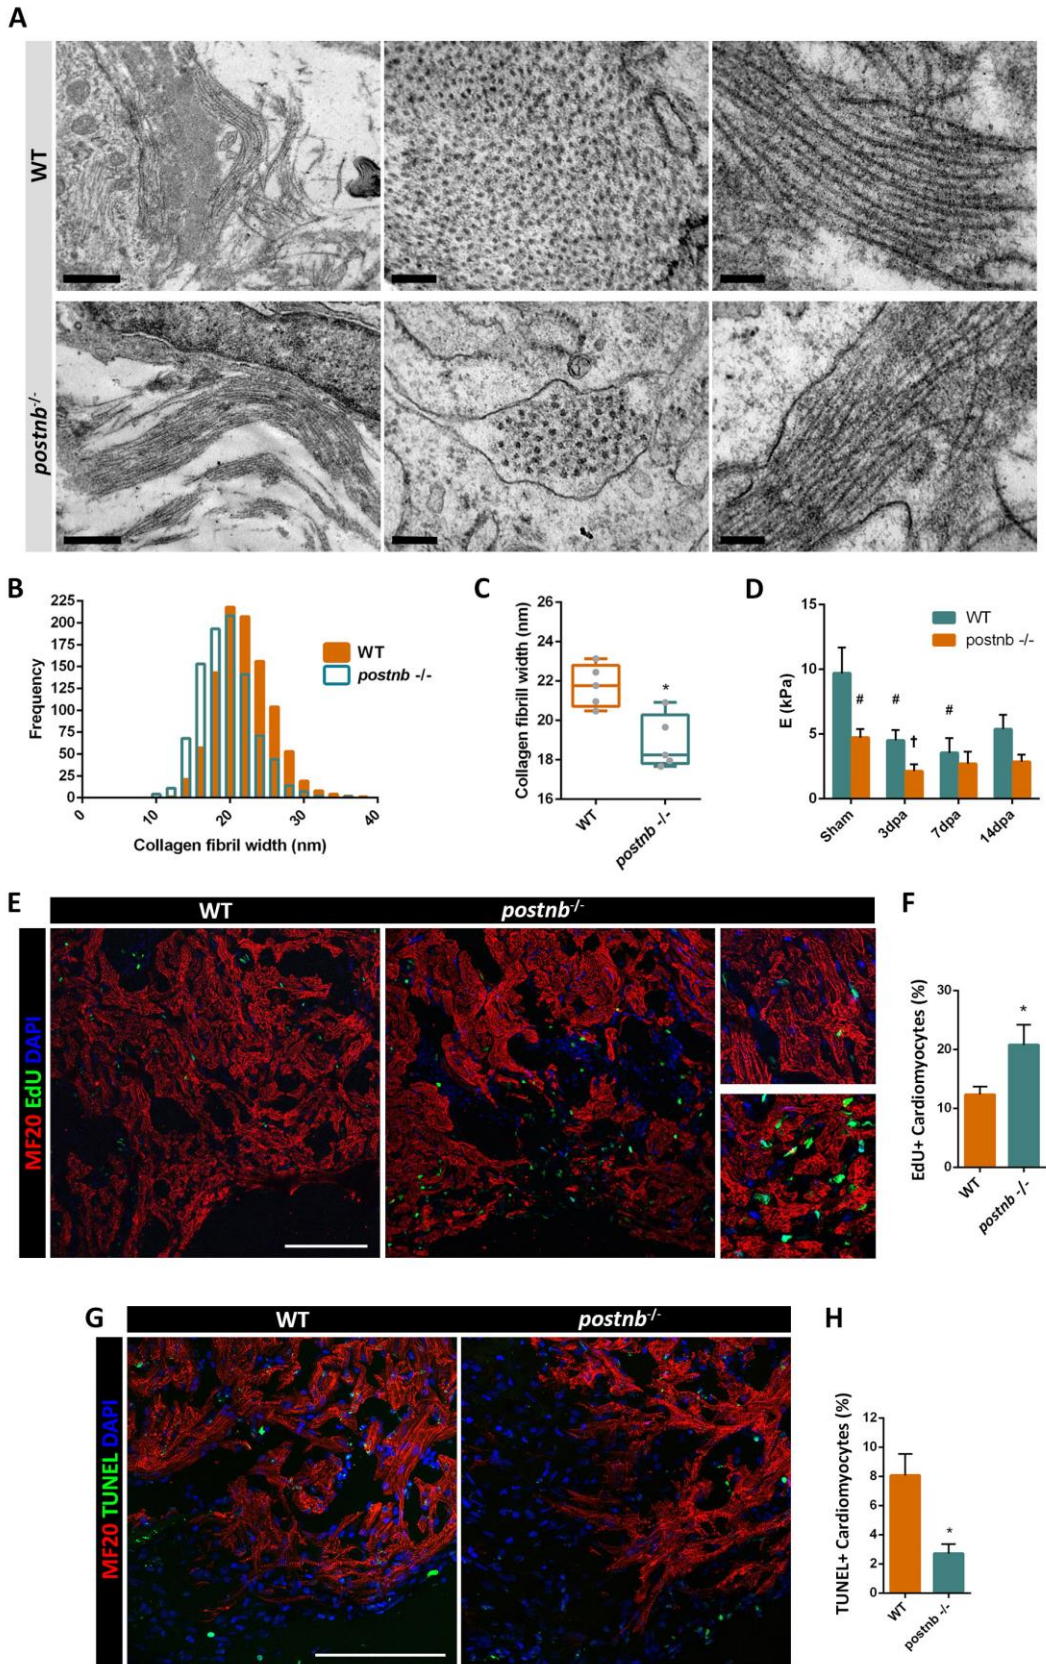 A
WT
postnb-/-
B
Frequency
225
200
175
150
125
100
75
50
25
0
0
10
20
30
40
Collagen fibril width (nm)
WT
postnb -/-
C
Collagen fibrill width (nm)
26
24
22
20
18
16
*
WT
postnb -/-
D
E (kPa)
15
10
5
0
WT
postnb -/-
#
#
†
#
Sham
3dpa
7dpa
14dpa
E
WT
postnb-/-
MF20 EdU DAPI
F
EdU+ Cardiomyocytes (%)
30
20
10
0
*
WT
postnb -/-
G
WT
postnb-/-
MF20 TUNEL DAPI
H
TUNEL+ Cardiomyocytes (%)
12
10
8
6
4
2
0
*
WT
postnb -/-